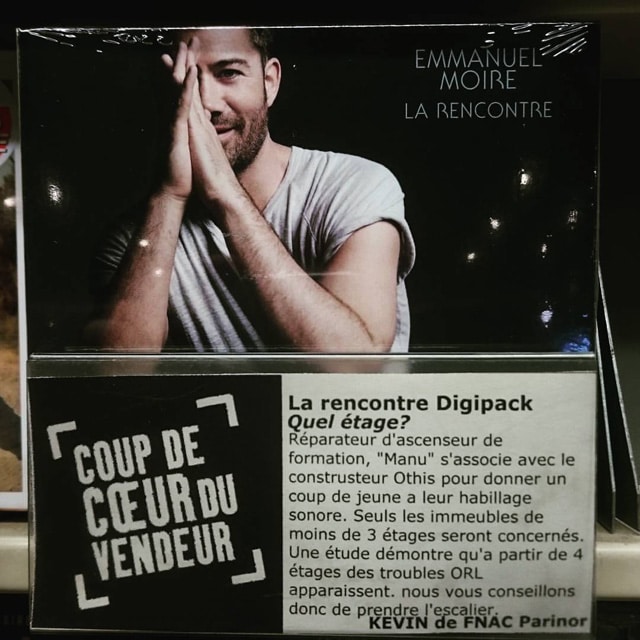 EMMANUEL
MOIRE
LA RENCONTRE
COUP DE
CŒUR DU
VENDEUR
La rencontre Digipack
Quel étage?
Réparateur d'ascenseur de
formation, "Manu" s'associe avec le
construsteur Othis pour donner un
coup de jeune a leur habillage
sonore. Seuls les immeubles de
moins de 3 étages seront concernés.
Une étude démontre qu'a partir de 4
étages des troubles ORL
apparaissent. nous vous conseillons
donc de prendre l'escalier.
KEVIN de FNAC Parinor